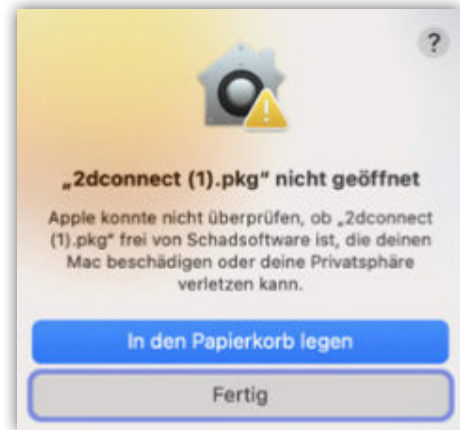 ?
„2dconnect (1).pkg“ nicht geöffnet
Apple konnte nicht überprüfen, ob „2dconnect
(1).pkg“ frei von Schadsoftware ist, die deinen
Mac beschädigen oder deine Privatsphäre
verletzen kann.
In den Papierkorb legen
Fertig